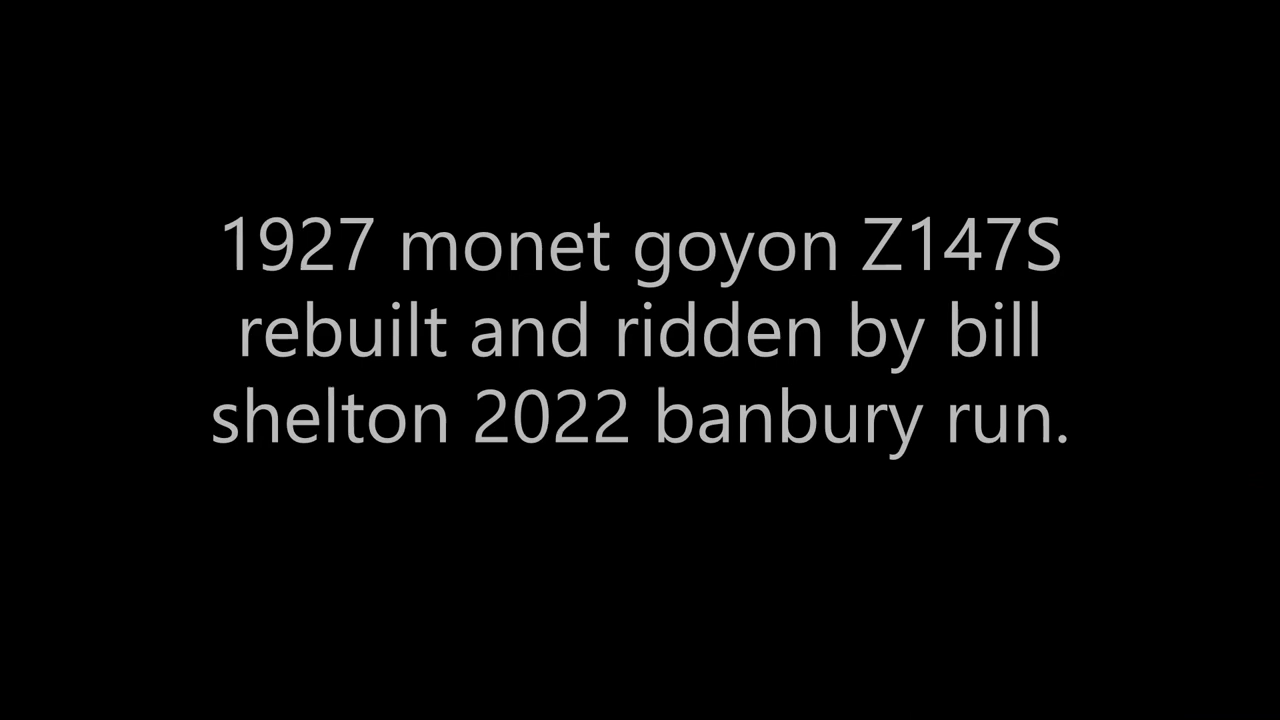 1927 monet goyon Z147S
rebuilt and ridden by bill
shelton 2022 banbury run.